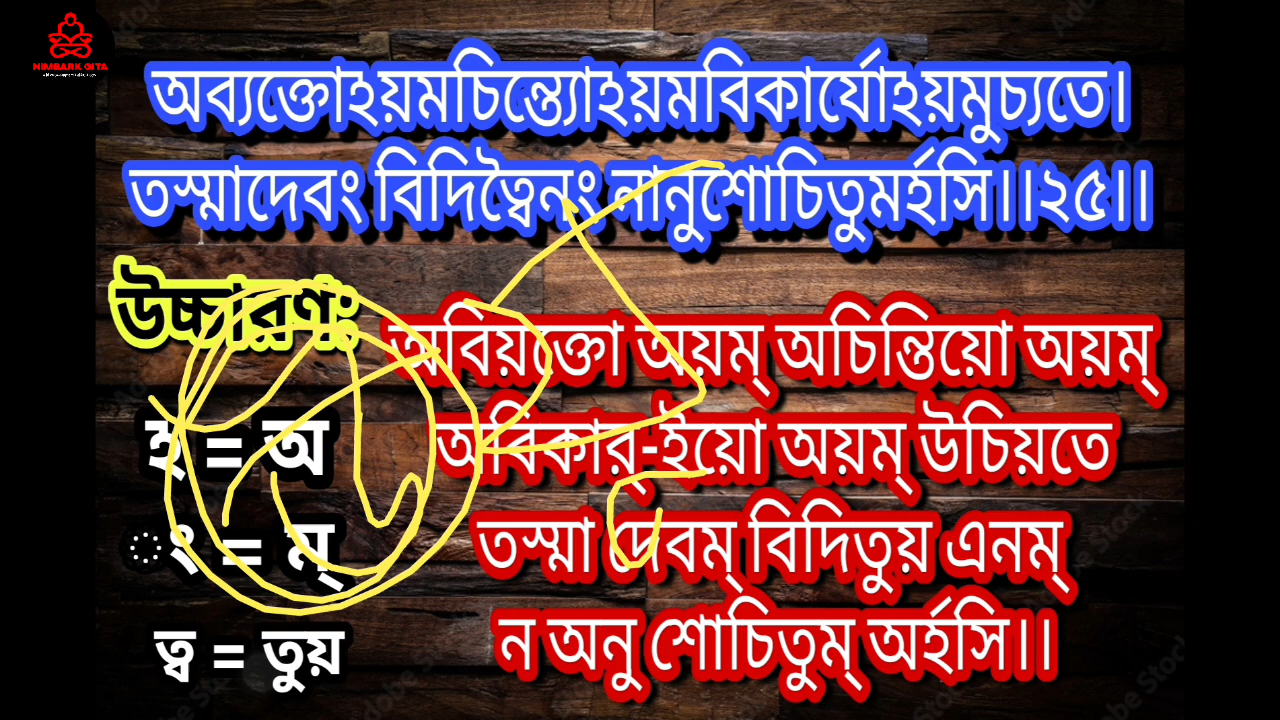 NIMBARK GITA
অব্যক্তোঽয়মচিন্ত্যোঽয়মবিকার্যোঽয়মুচ্যতে।
তস্মাদেবং বিদিত্বৈনং নানুশোচিতুমর্হসি।।২৫।।
উচ্চারণ:
অবিয়ক্তো অয়ম্ অচিন্তিয়ো অয়ম্
অবিকার্-ইয়ো অয়ম্ উচিয়তে
তস্মা দেবম্ বিদিতুয় এনম্
ন অনু শোচিতুম্ অর্হসি।।
ঽ = অ
ং = ম্
ত্ব = তুয়